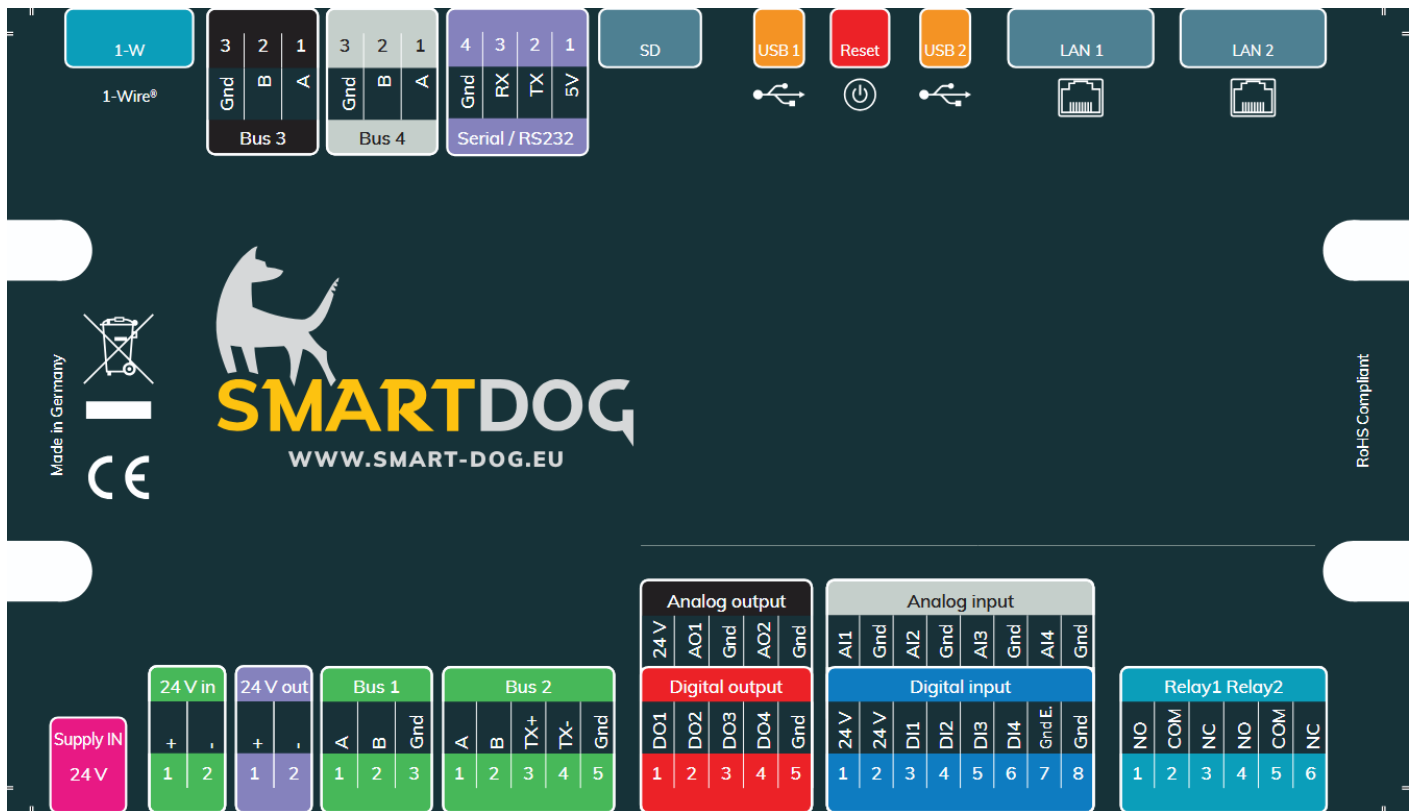 1-W
3 2 1
3 2 1
4 3 2 1
SD
USB 1
Reset
USB 2
LAN 1
LAN 2
1-Wire®
Gnd B A
Gnd B A
Gnd RX TX 5V
Bus 3
Bus 4
Serial / RS232
Made in Germany
SMARTDOG
WWW.SMART-DOG.EU
CE
RoHS Compliant
Analog output
24 V AO1 Gnd AO2 Gnd
Analog input
AI1 Gnd AI2 Gnd AI3 Gnd AI4 Gnd
Supply IN
24 V
24 V in
+ -
1 2
24 V out
+ -
1 2
Bus 1
A B Gnd
1 2 3
Bus 2
A B TX+ TX- Gnd
1 2 3 4 5
Digital output
DO1 DO2 DO3 DO4 Gnd
1 2 3 4 5
Digital input
24 V 24 V DI1 DI2 DI3 DI4 Gnd E. Gnd
1 2 3 4 5 6 7 8
Relay1 Relay2
NO COM NC NO COM NC
1 2 3 4 5 6